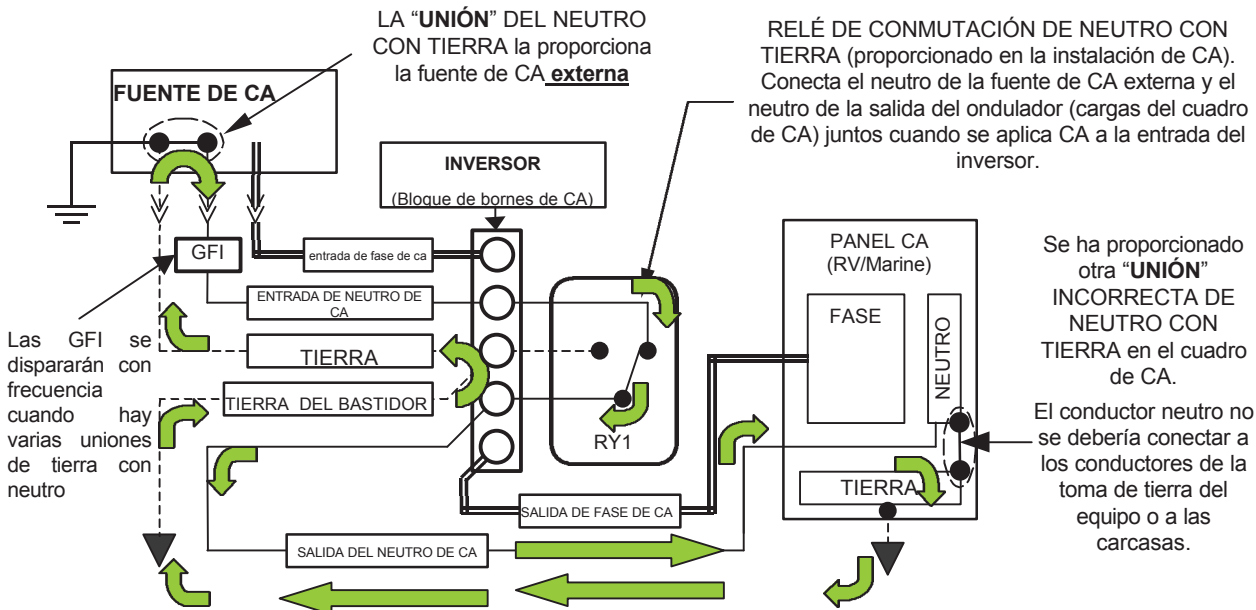 LA “UNIÓN” DEL NEUTRO
CON TIERRA la proporciona
la fuente de CA externa
RELÉ DE CONMUTACIÓN DE NEUTRO CON
TIERRA (proporcionado en la instalación de CA).
Conecta el neutro de la fuente de CA externa y el
neutro de la salida del ondulador (cargas del cuadro
de CA) juntos cuando se aplica CA a la entrada del
inversor.
FUENTE DE CA
INVERSOR
(Bloque de bornes de CA)
GFI
entrada de fase de ca
ENTRADA DE NEUTRO DE
CA
TIERRA
TIERRA DEL BASTIDOR
Las GFI se
dispararán con
frecuencia
cuando hay
varias uniones
de tierra con
neutro
RY1
SALIDA DE FASE DE CA
SALIDA DEL NEUTRO DE CA
PANEL CA
(RV/Marine)
FASE
NEUTRO
TIERRA
Se ha proporcionado
otra “UNIÓN”
INCORRECTA DE
NEUTRO CON
TIERRA en el cuadro
de CA.
El conductor neutro no
se debería conectar a
los conductores de la
toma de tierra del
equipo o a las
carcasas.